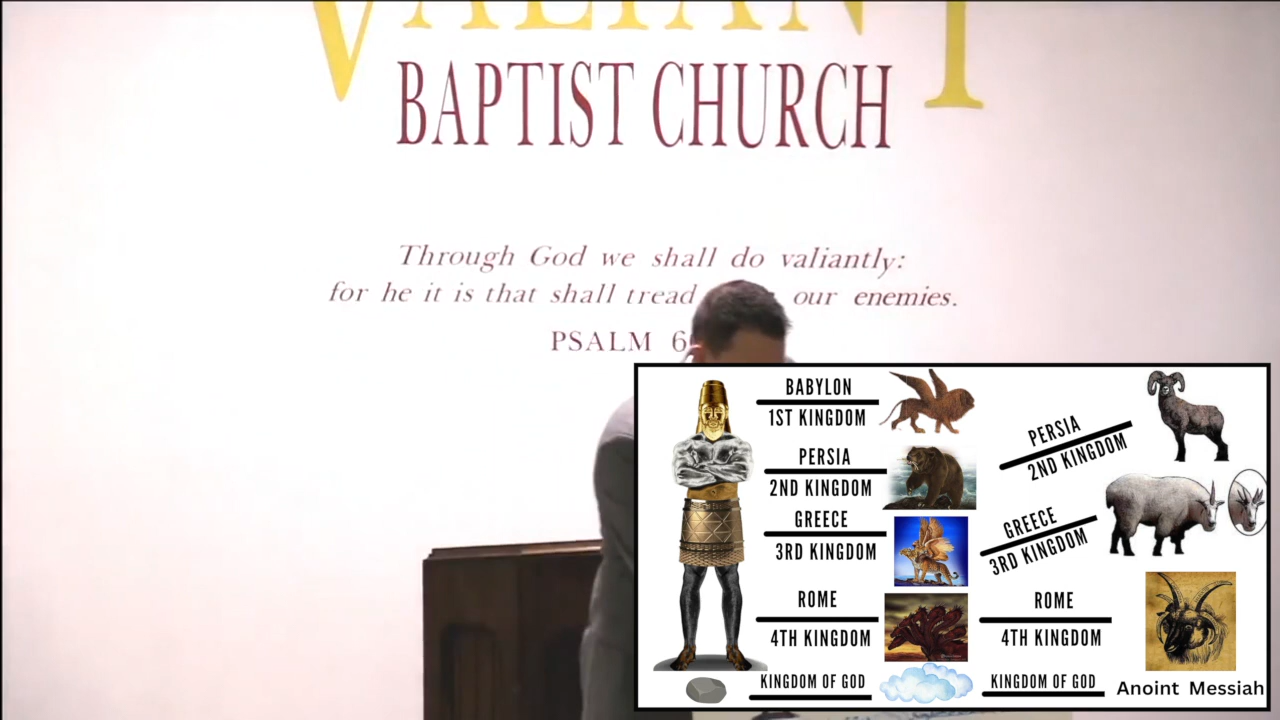 VALIANT
BAPTIST CHURCH
Through God we shall do valiantly:
for he it is that shall tread our enemies.
PSALM 6
BABYLON
1ST KINGDOM
PERSIA
2ND KINGDOM
GREECE
3RD KINGDOM
ROME
4TH KINGDOM
KINGDOM OF GOD
PERSIA
2ND KINGDOM
GREECE
3RD KINGDOM
ROME
4TH KINGDOM
KINGDOM OF GOD
Anoint Messiah